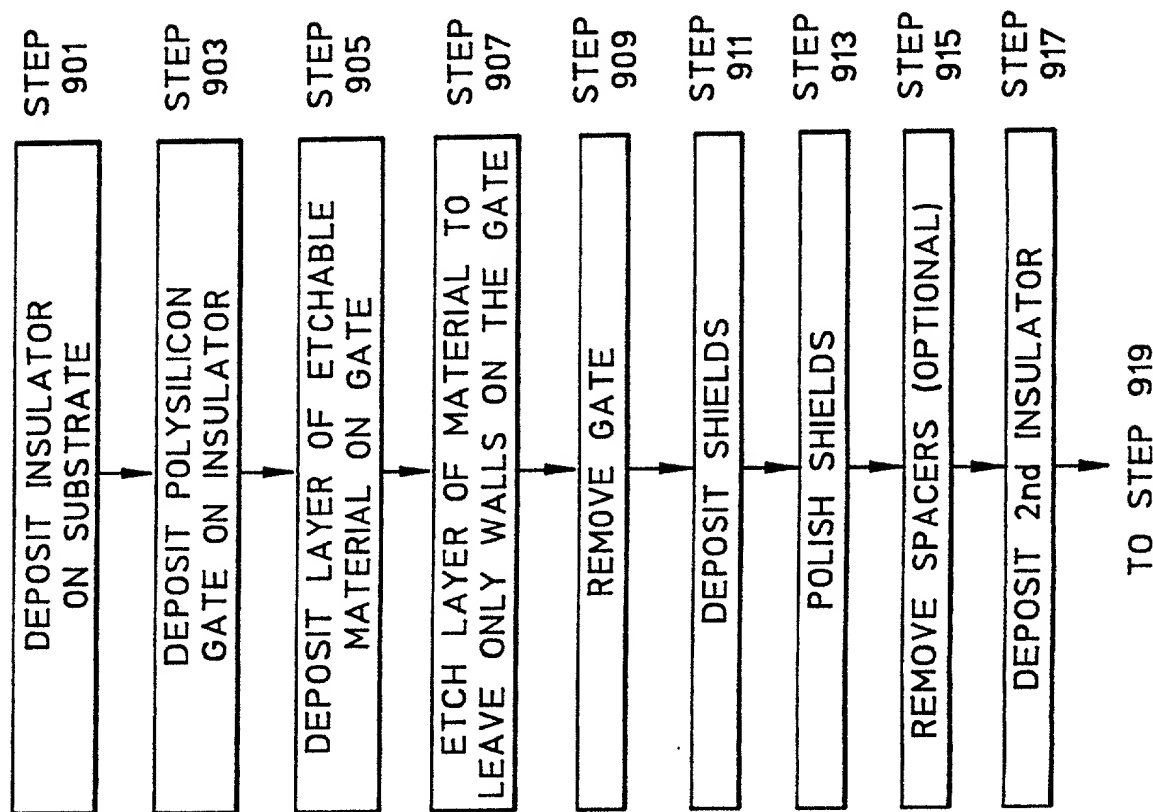 STEP
901
DEPOSIT INSULATOR
ON SUBSTRATE
STEP
903
DEPOSIT POLYSILICON
GATE ON INSULATOR
STEP
905
DEPOSIT LAYER OF ETCHABLE
MATERIAL ON GATE
STEP
907
ETCH LAYER OF MATERIAL TO
LEAVE ONLY WALLS ON THE GATE
STEP
909
REMOVE GATE
STEP
911
DEPOSIT SHIELDS
STEP
913
POLISH SHIELDS
STEP
915
REMOVE SPACERS (OPTIONAL)
STEP
917
DEPOSIT 2nd INSULATOR
TO STEP 919